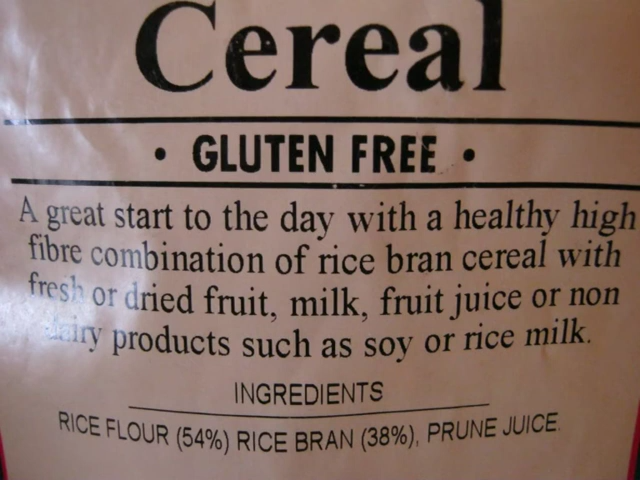 Cereal
• GLUTEN FREE •
A great start to the day with a healthy high
fibre combination of rice bran cereal with
fresh or dried fruit, milk, fruit juice or non
dairy products such as soy or rice milk.
INGREDIENTS
RICE FLOUR (54%) RICE BRAN (38%), PRUNE JUICE.